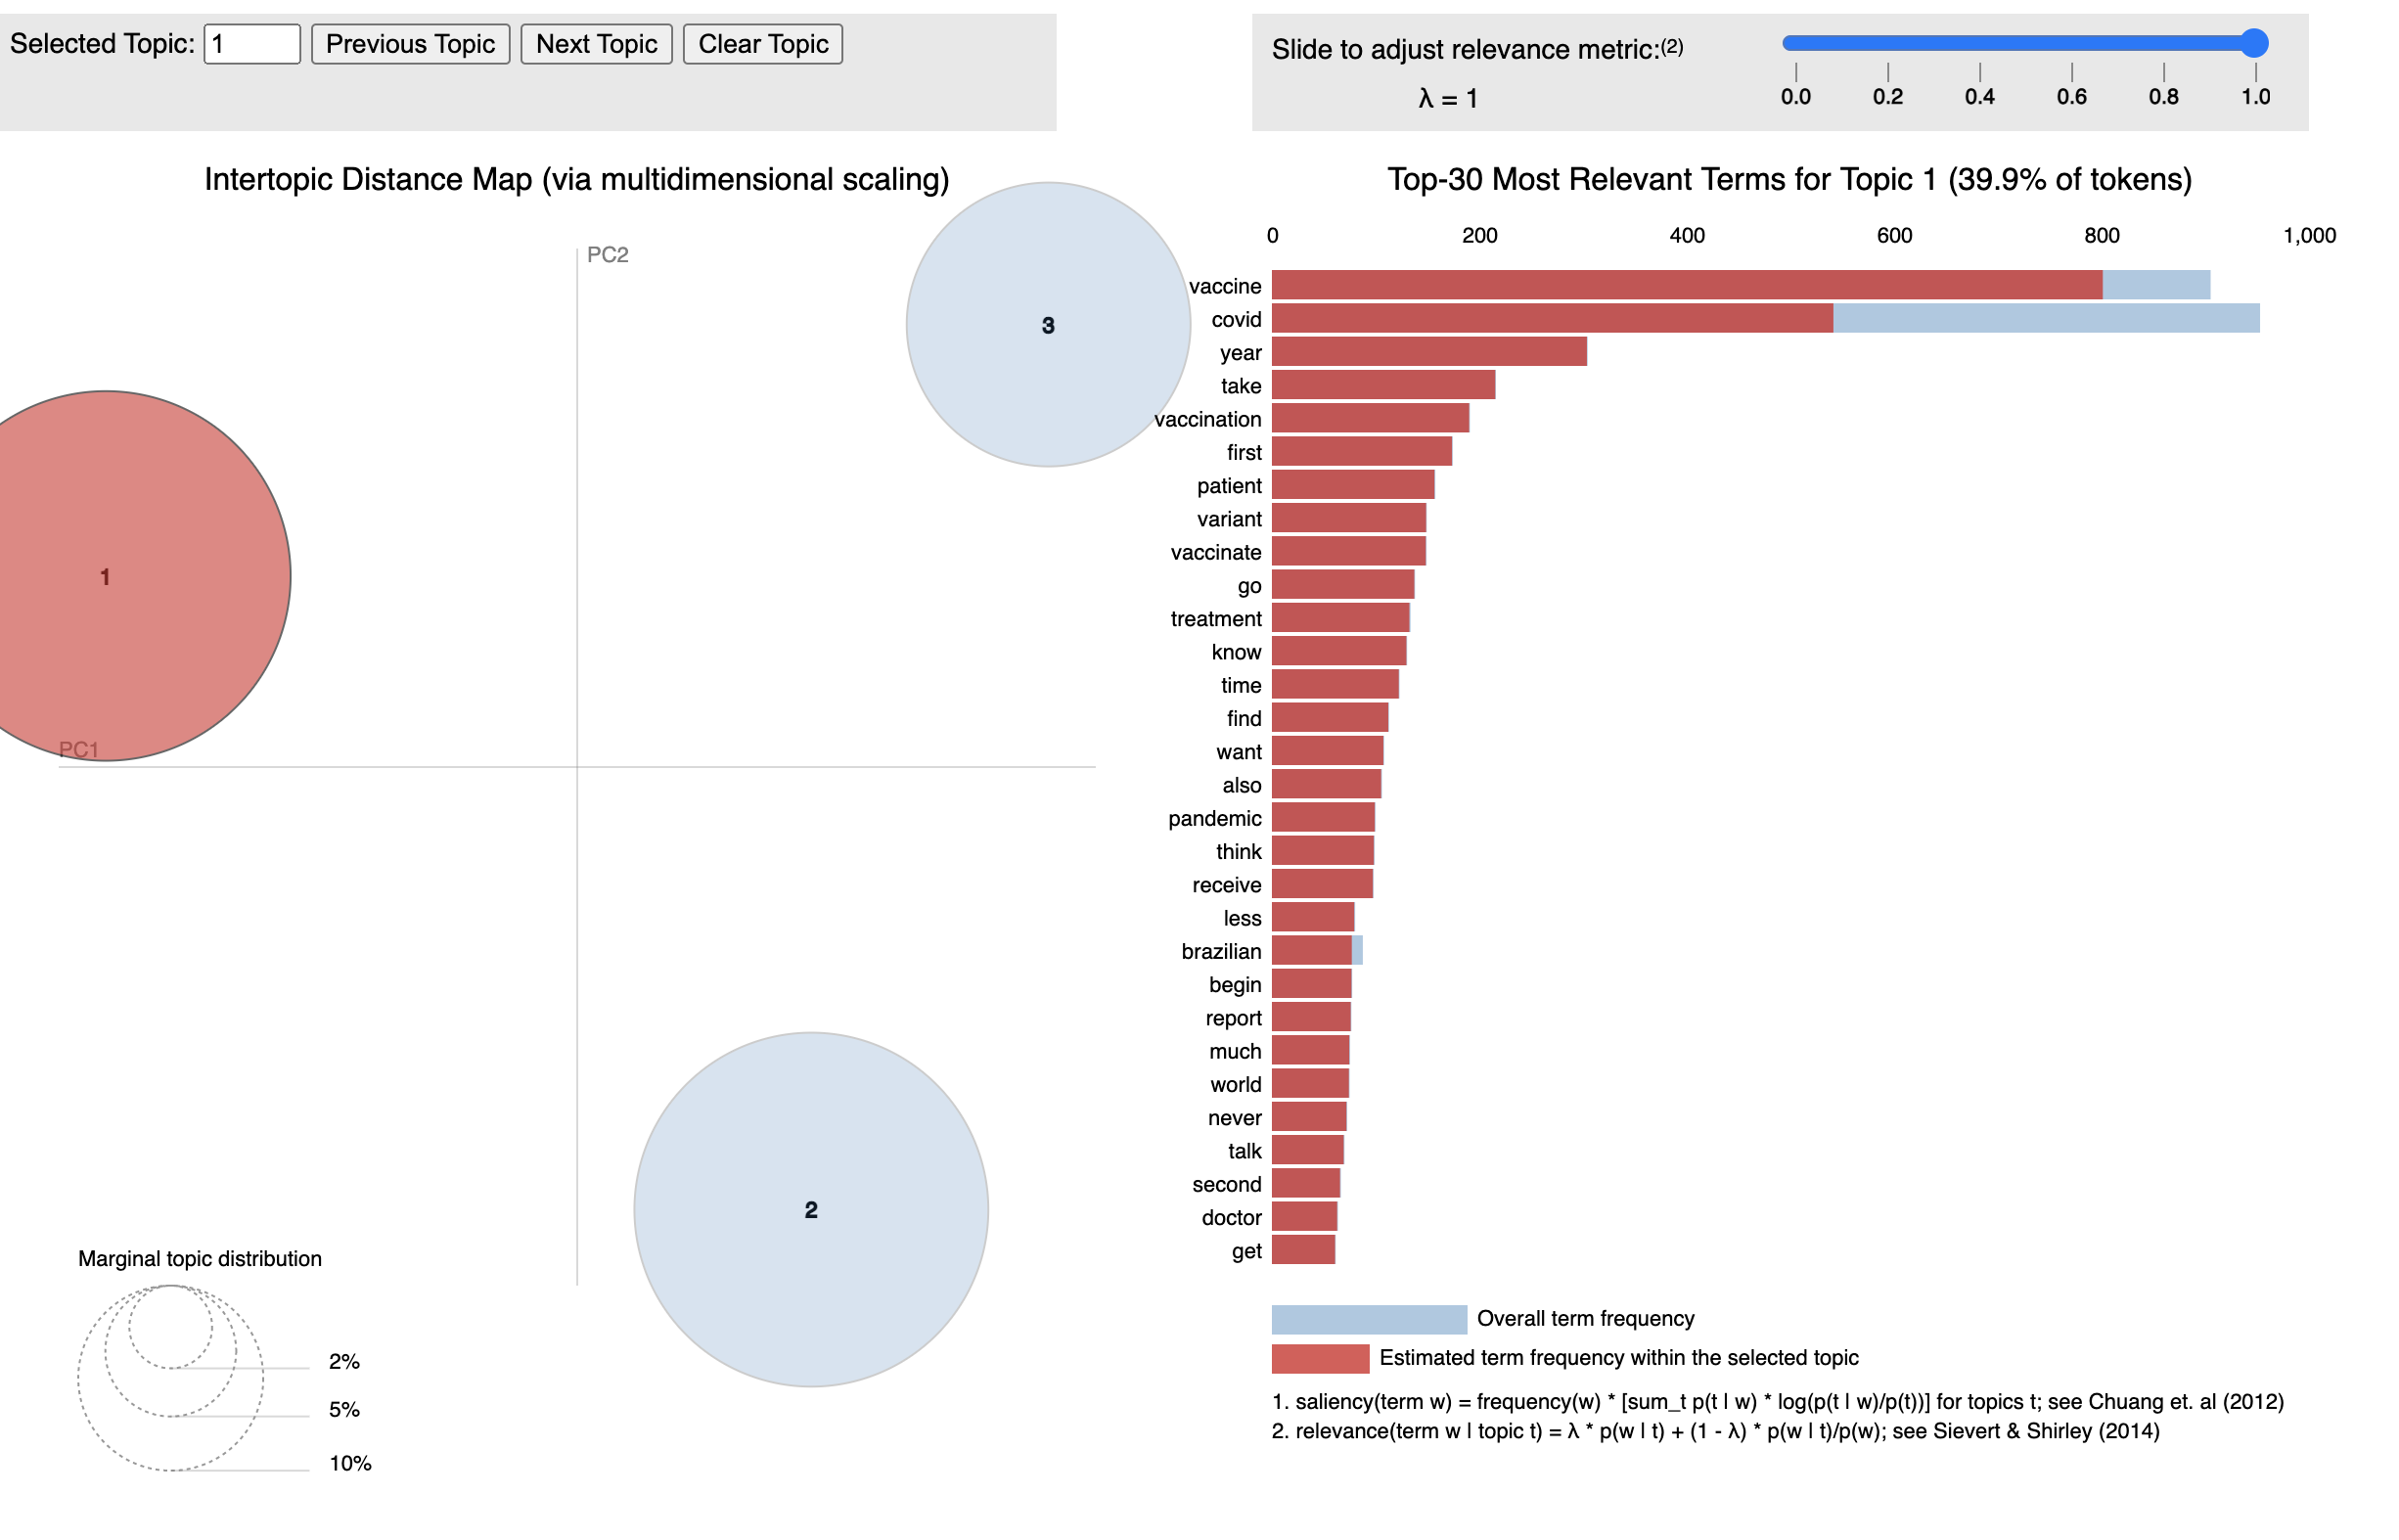 Selected Topic: 1 Previous Topic Next Topic Clear Topic
Slide to adjust relevance metric:(2)
λ = 1
0.0 0.2 0.4 0.6 0.8 1.0
Intertopic Distance Map (via multidimensional scaling)
PC2
3
1
PC1
2
Marginal topic distribution
2%
5%
10%
Top-30 Most Relevant Terms for Topic 1 (39.9% of tokens)
0 200 400 600 800 1,000
vaccine
covid
year
take
vaccination
first
patient
variant
vaccinate
go
treatment
know
time
find
want
also
pandemic
think
receive
less
brazilian
begin
report
much
world
never
talk
second
doctor
get
Overall term frequency
Estimated term frequency within the selected topic
1. saliency(term w) = frequency(w) * [sum_t p(t | w) * log(p(t | w)/p(t))] for topics t; see Chuang et. al (2012)
2. relevance(term w | topic t) = λ * p(w | t) + (1 - λ) * p(w | t)/p(w); see Sievert & Shirley (2014)